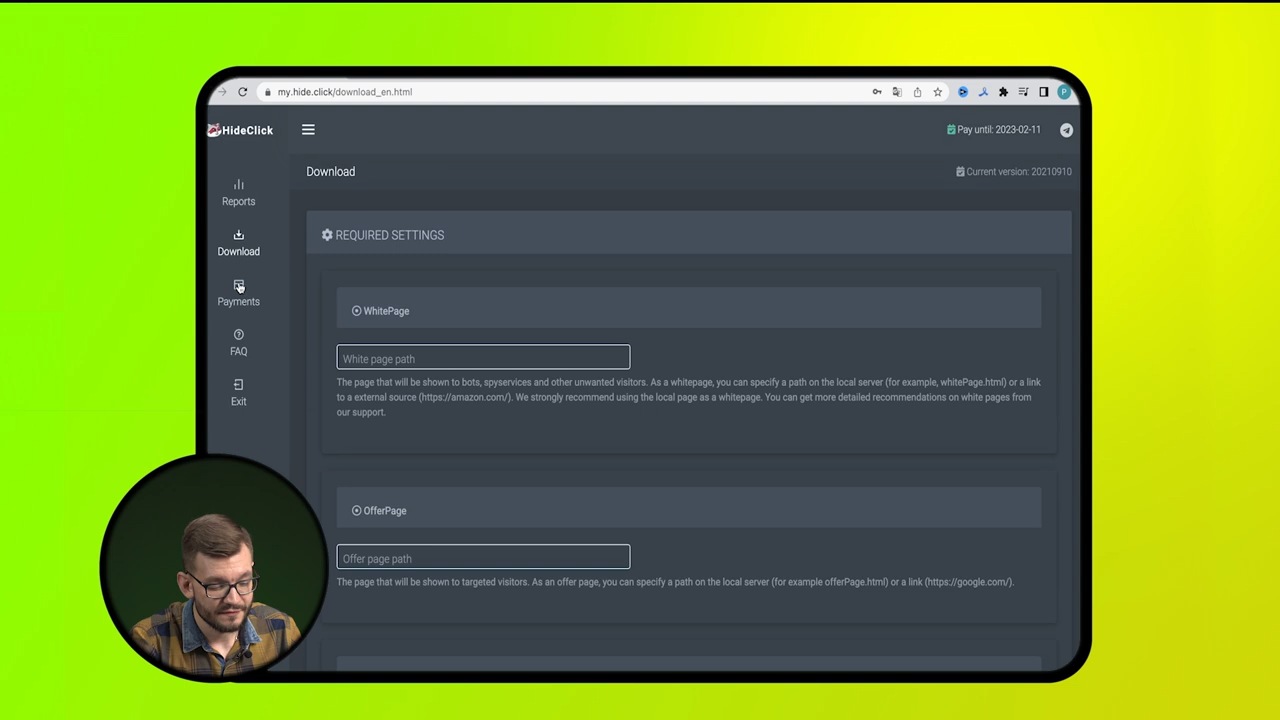 my.hide.click/download_en.html
P
HideClick
Pay until: 2023-02-11
Download
Current version: 20210910
Reports
Download
Payments
FAQ
Exit
REQUIRED SETTINGS
WhitePage
White page path
The page that will be shown to bots, spyservices and other unwanted visitors. As a whitepage, you can specify a path on the local server (for example, whitePage.html) or a link
to a external source (https://amazon.com/). We strongly recommend using the local page as a whitepage. You can get more detailed recommendations on white pages from
our support.
OfferPage
Offer page path
The page that will be shown to targeted visitors. As an offer page, you can specify a path on the local server (for example offerPage.html) or a link (https://google.com/).